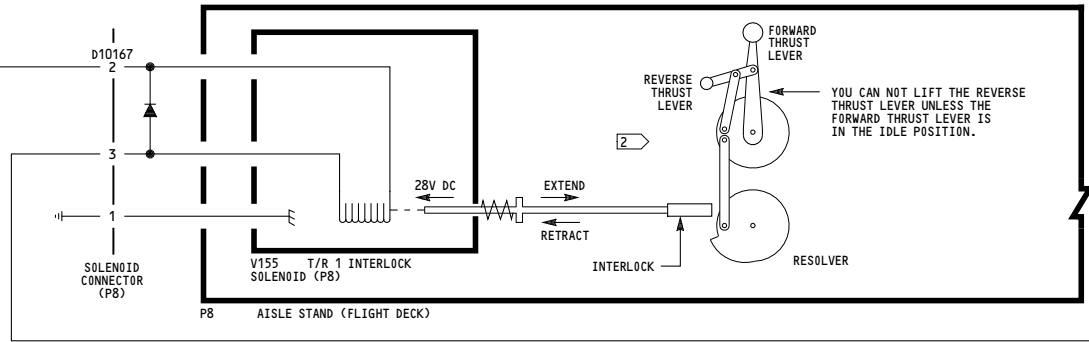 D10167
2
3
1
SOLENOID
CONNECTOR
(P8)
V155 T/R 1 INTERLOCK
SOLENOID (P8)
P8 AISLE STAND (FLIGHT DECK)
28V DC
EXTEND
RETRACT
INTERLOCK
2
FORWARD
THRUST
LEVER
REVERSE
THRUST
LEVER
YOU CAN NOT LIFT THE REVERSE
THRUST LEVER UNLESS THE
FORWARD THRUST LEVER IS
IN THE IDLE POSITION.
RESOLVER